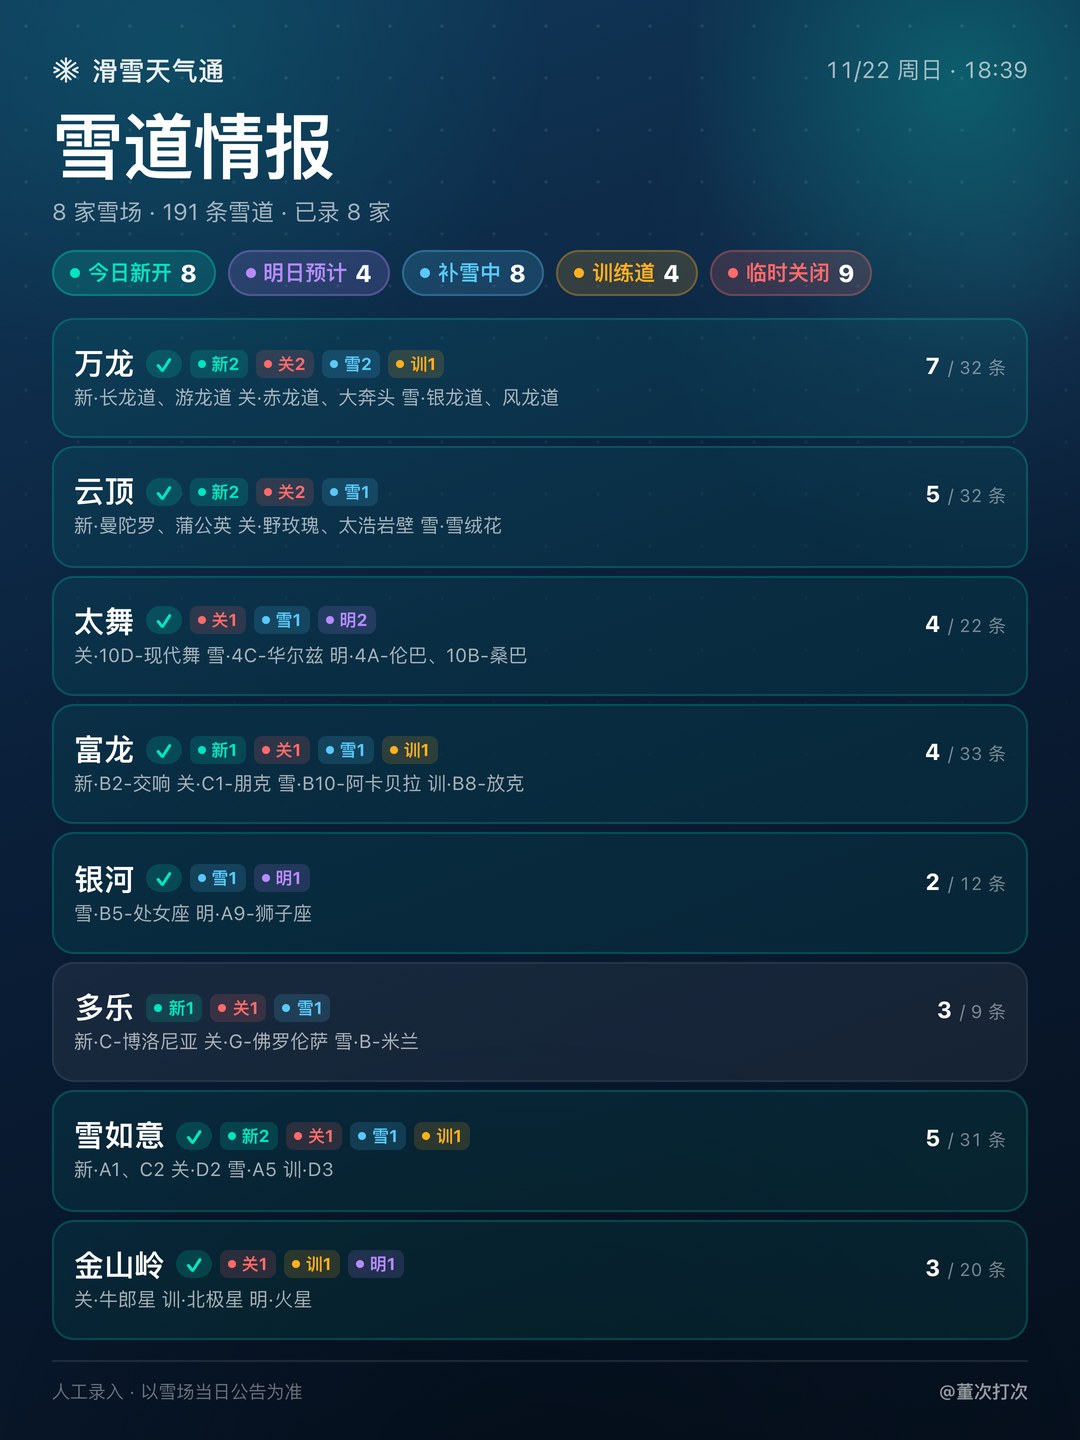 滑雪天气通
11/22 周日 · 18:39
雪道情报
8 家雪场 · 191 条雪道 · 已录 8 家
今日新开 8 明日预计 4 补雪中 8 训练道 4 临时关闭 9
万龙 新2 关2 雪2 训1 7 / 32 条
新·长龙道、游龙道 关·赤龙道、大奔头 雪·银龙道、风龙道
云顶 新2 关2 雪1 5 / 32 条
新·曼陀罗、蒲公英 关·野玫瑰、太浩岩壁 雪·雪绒花
太舞 关1 雪1 明2 4 / 22 条
关·10D-现代舞 雪·4C-华尔兹 明·4A-伦巴、10B-桑巴
富龙 新1 关1 雪1 训1 4 / 33 条
新·B2-交响 关·C1-朋克 雪·B10-阿卡贝拉 训·B8-放克
银河 雪1 明1 2 / 12 条
雪·B5-处女座 明·A9-狮子座
多乐 新1 关1 雪1 3 / 9 条
新·C-博洛尼亚 关·G-佛罗伦萨 雪·B-米兰
雪如意 新2 关1 雪1 训1 5 / 31 条
新·A1、C2 关·D2 雪·A5 训·D3
金山岭 关1 训1 明1 3 / 20 条
关·牛郎星 训·北极星 明·火星
人工录入 · 以雪场当日公告为准
@董次打次